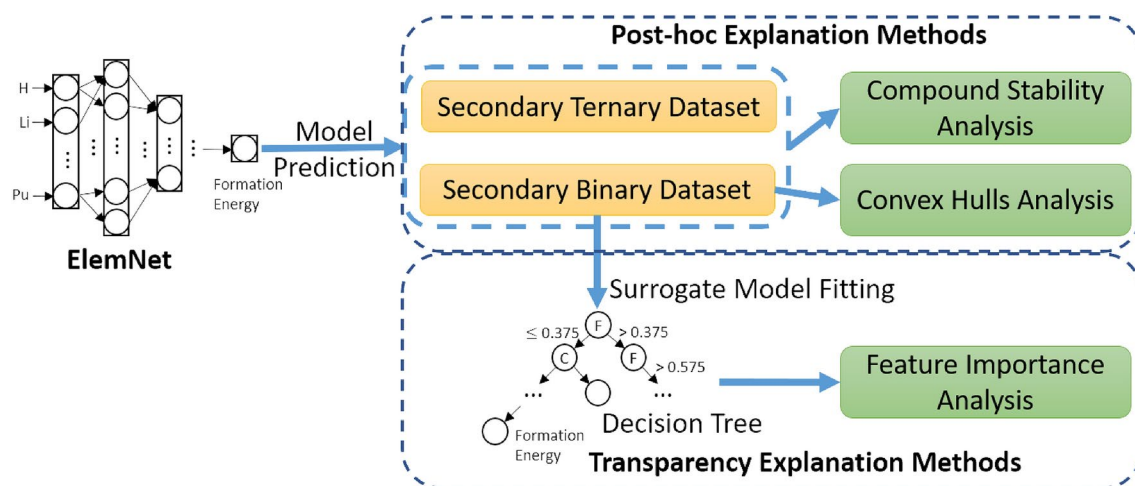 H
Li
...
Pu
...
...
...
...
Formation
Energy
ElemNet
Model
Prediction
Post-hoc Explanation Methods
Secondary Ternary Dataset
Secondary Binary Dataset
Compound Stability
Analysis
Convex Hulls Analysis
Surrogate Model Fitting
≤ 0.375
F
> 0.375
C
F
> 0.575
...
...
Formation
Energy
Decision Tree
Feature Importance
Analysis
Transparency Explanation Methods